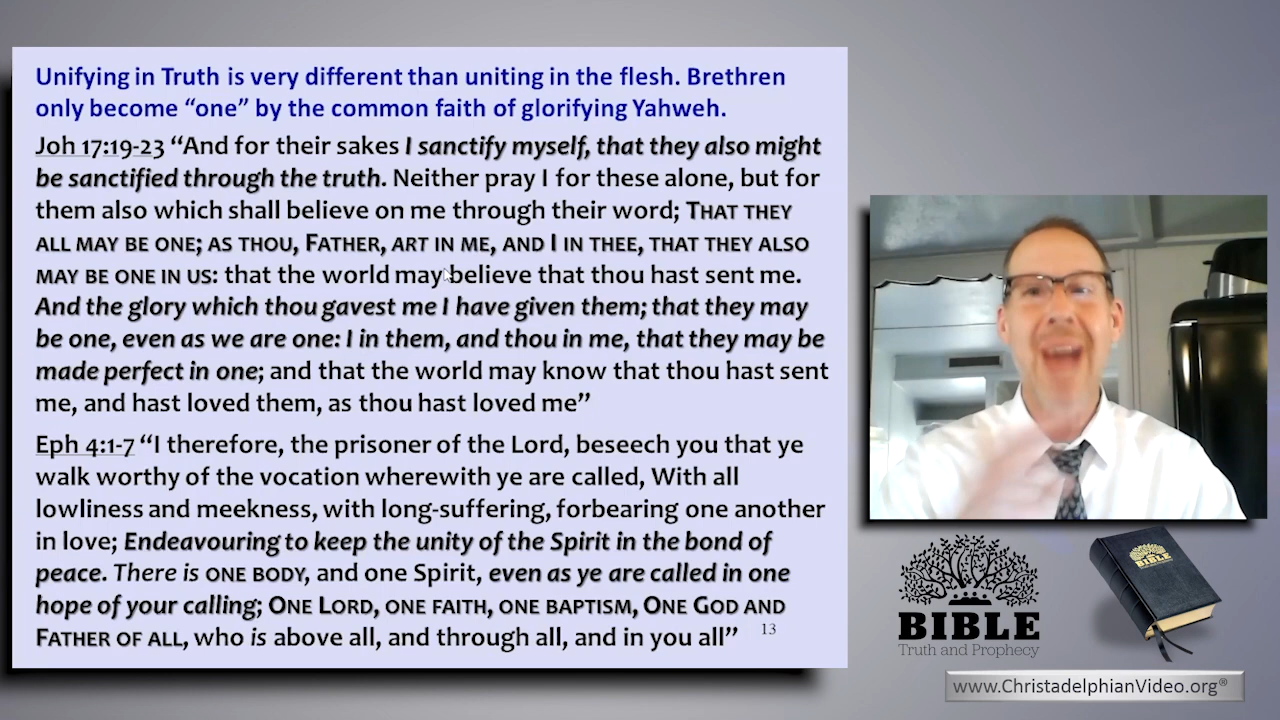 Unifying in Truth is very different than uniting in the flesh. Brethren
only become “one” by the common faith of glorifying Yahweh.
Joh 17:19-23 “And for their sakes I sanctify myself, that they also might
be sanctified through the truth. Neither pray I for these alone, but for
them also which shall believe on me through their word; THAT THEY
ALL MAY BE ONE; AS THOU, FATHER, ART IN ME, AND I IN THEE, THAT THEY ALSO
MAY BE ONE IN US: that the world may believe that thou hast sent me.
And the glory which thou gavest me I have given them; that they may
be one, even as we are one: I in them, and thou in me, that they may be
made perfect in one; and that the world may know that thou hast sent
me, and hast loved them, as thou hast loved me”
Eph 4:1-7 “I therefore, the prisoner of the Lord, beseech you that ye
walk worthy of the vocation wherewith ye are called, With all
lowliness and meekness, with long-suffering, forbearing one another
in love; Endeavouring to keep the unity of the Spirit in the bond of
peace. There is ONE BODY, and one Spirit, even as ye are called in one
hope of your calling; ONE LORD, ONE FAITH, ONE BAPTISM, ONE GOD AND
FATHER OF ALL, who is above all, and through all, and in you all”
13
BIBLE
Truth and Prophecy
BIBLE
www.ChristadelphianVideo.org®